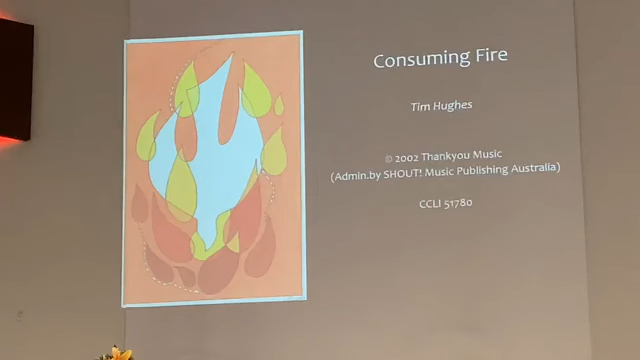 Consuming Fire
Tim Hughes
© 2002 Thankyou Music
(Admin.by SHOUT! Music Publishing Australia)
CCLI 51780